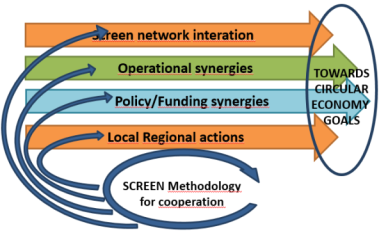 Screen network interation
Operational synergies
Policy/Funding synergies
Local Regional actions
TOWARDS
CIRCULAR
ECONOMY
GOALS
SCREEN Methodology
for cooperation